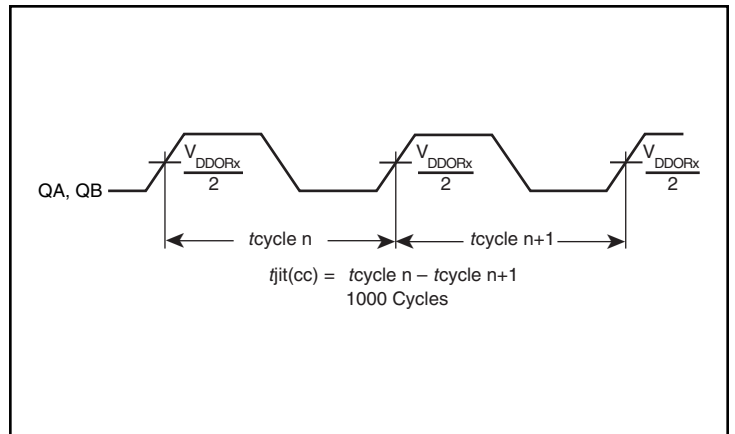 V DDORx
2
V DDORx
2
V DDORx
2
QA, QB
tcycle n
tcycle n+1
tjit(cc) = tcycle n – tcycle n+1
1000 Cycles